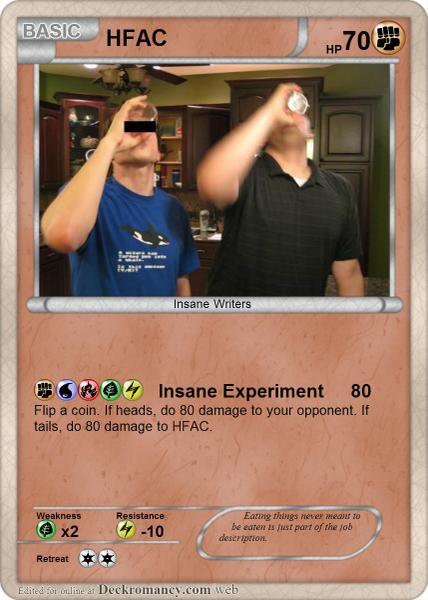 BASIC
HFAC
HP70
Insane Writers
Insane Experiment 80
Flip a coin. If heads, do 80 damage to your opponent. If
tails, do 80 damage to HFAC.
Weakness
x2
Resistance
-10
Retreat
Eating things never meant to
be eaten is just part of the job
description.
Edited for online at Deckromancy.com web